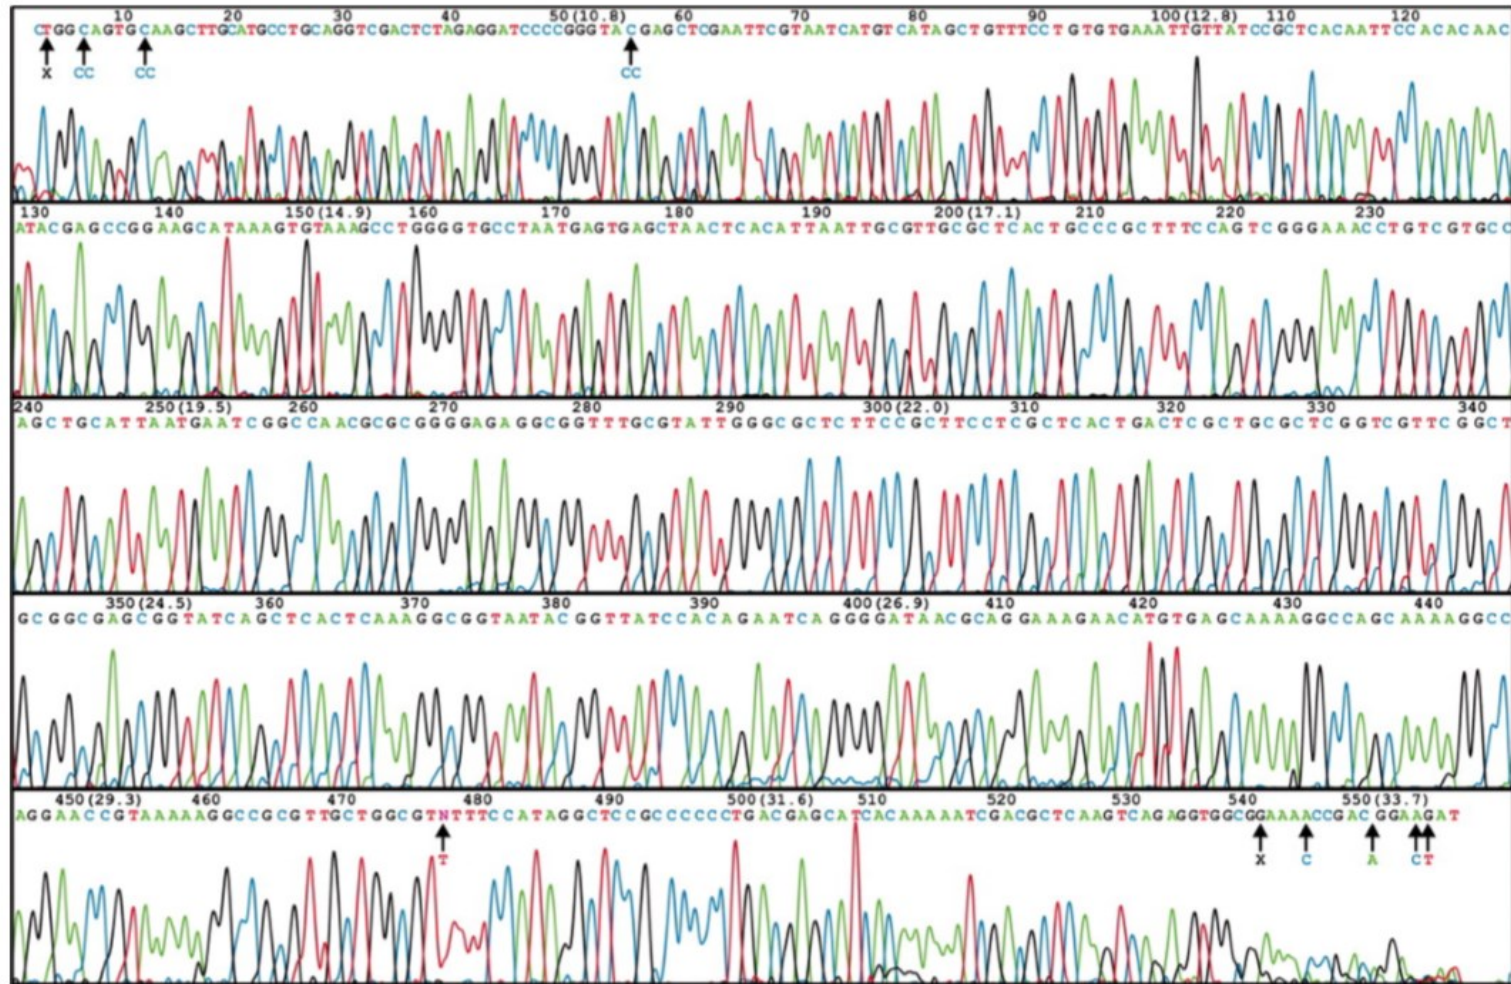 10 20 30 40 50(10.8) 60 70 80 90 100(12.8) 110 120
CTGGCAGTGCAAGCTTGCATGCCTGCAGGTCGACTCTAGAGGATCCCCGGGTACGAGCTCGAATTCGTAATCATGTCATAGCTGTTTCCTGTGTGAAATTGTTATCCGCTCACAATTCCACACAAC
X CC CC CC
130 140 150(14.9) 160 170 180 190 200(17.1) 210 220 230
ATACGAGCCGGAAGCATAAAGTGTAAAGCCTGGGGTGCCTAATGAGTGAGCTAACTCACATTAATTGCGTTGCGCTCACTGCCCGCTTTCCAGTCGGGAAACCTGTCGTGCC
240 250(19.5) 260 270 280 290 300(22.0) 310 320 330 340
AGCTGCATTAATGAATCGGCCAACGCGCGGGGAGAGGCGGTTTGCGTATTGGGCGCTCTTCCGCTTCCTCGCTCACTGACTCGCTGCGCTCGGTCGTTCGGCT
350(24.5) 360 370 380 390 400(26.9) 410 420 430 440
GCGGCGAGCGGTATCAGCTCACTCAAAGGCGGTAATACGGTTATCCACAGAATCAGGGGATAACGCAGGAAAGAACATGTGAGCAAAAGGCCAGCAAAAGGCC
450(29.3) 460 470 480 490 500(31.6) 510 520 530 540 550(33.7)
AGGAACCGTAAAAAGGCCGCGTTGCTGGCGTNTTTCCATAGGCTCCGCCCCCCTGACGAGCATCACAAAAATCGACGCTCAAGTCAGAGGTGGCGGAAAACCGACGGAAGAT
T X C A C T